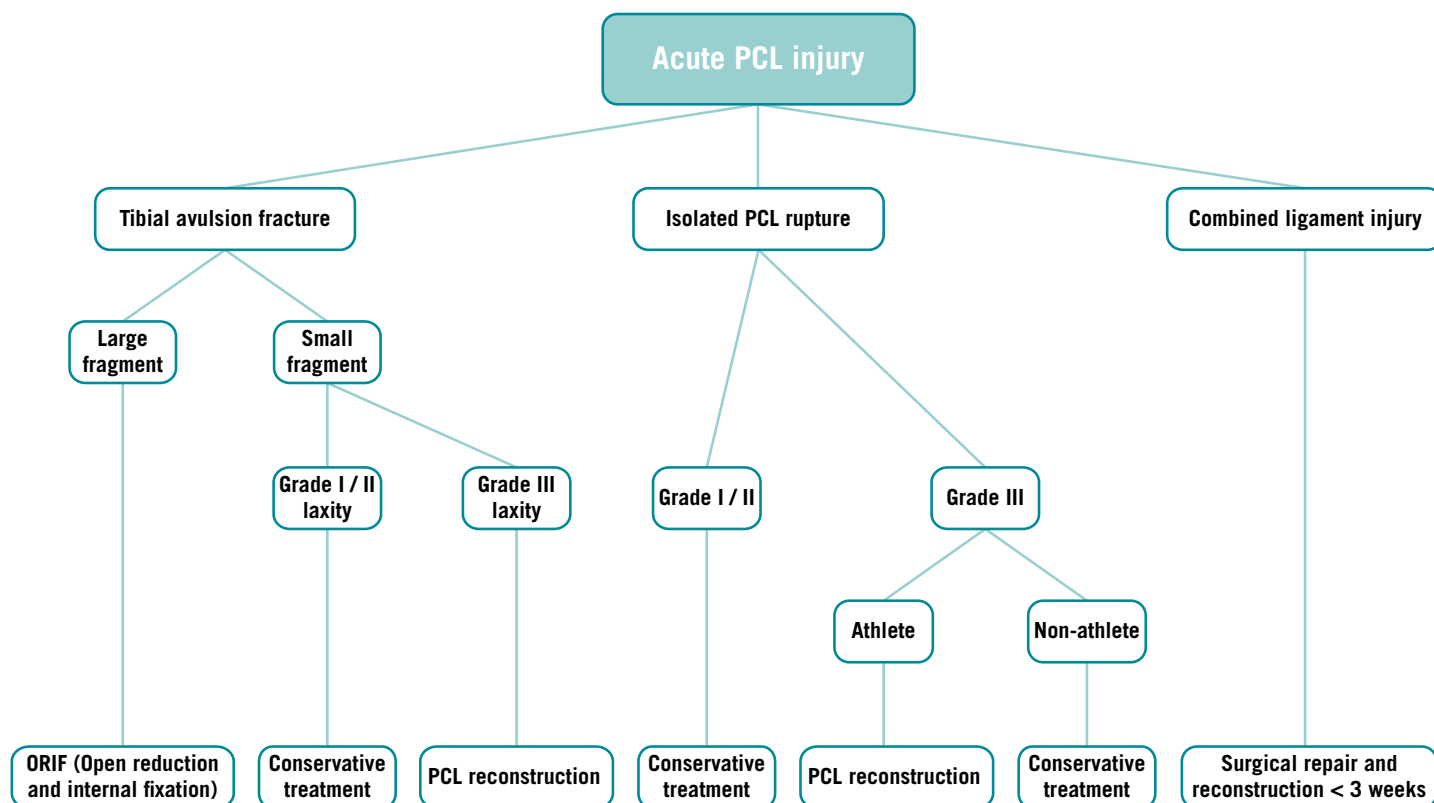 Acute PCL injury
Tibial avulsion fracture
Isolated PCL rupture
Combined ligament injury
Large
fragment
Small
fragment
Grade I / II
laxity
Grade III
laxity
Grade I / II
Grade III
Athlete
Non-athlete
ORIF (Open reduction
and internal fixation)
Conservative
treatment
PCL reconstruction
Conservative
treatment
PCL reconstruction
Conservative
treatment
Surgical repair and
reconstruction < 3 weeks